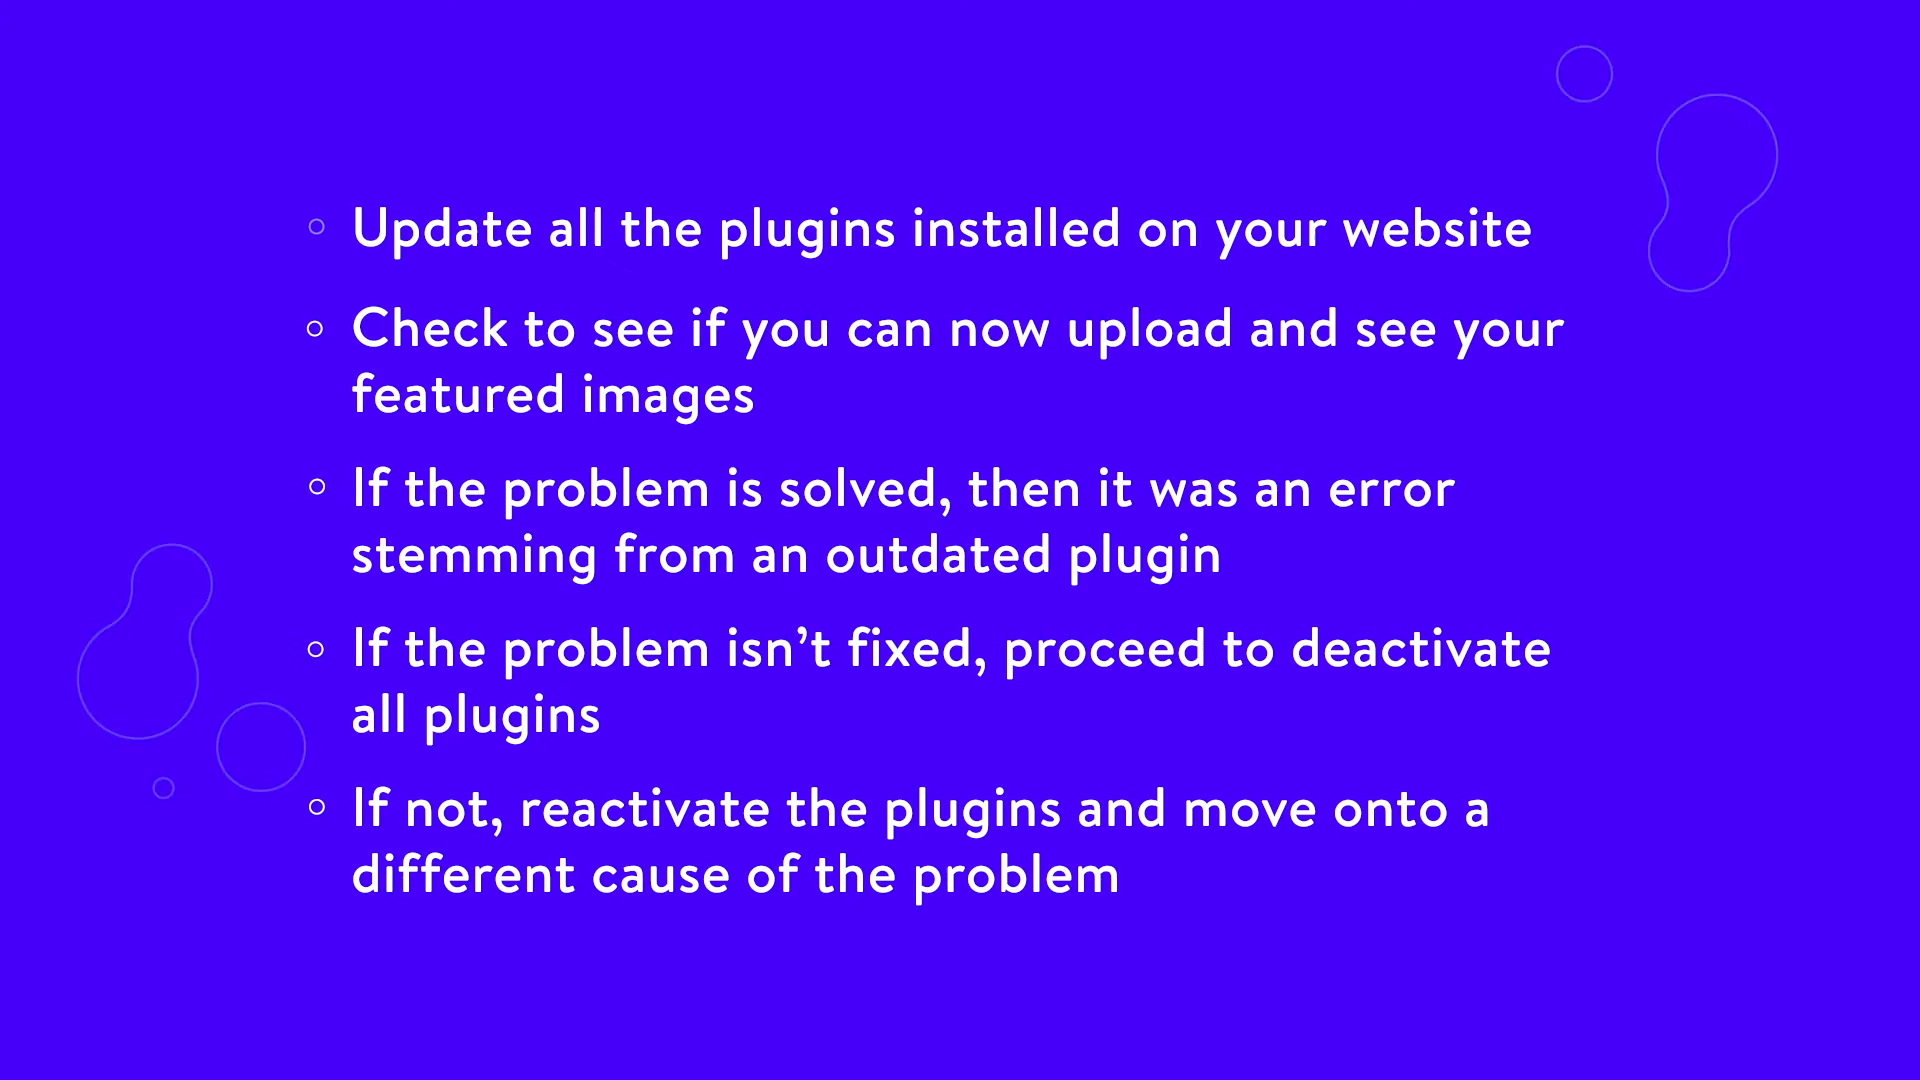 Update all the plugins installed on your website
Check to see if you can now upload and see your
featured images
If the problem is solved, then it was an error
stemming from an outdated plugin
If the problem isn’t fixed, proceed to deactivate
all plugins
If not, reactivate the plugins and move onto a
different cause of the problem